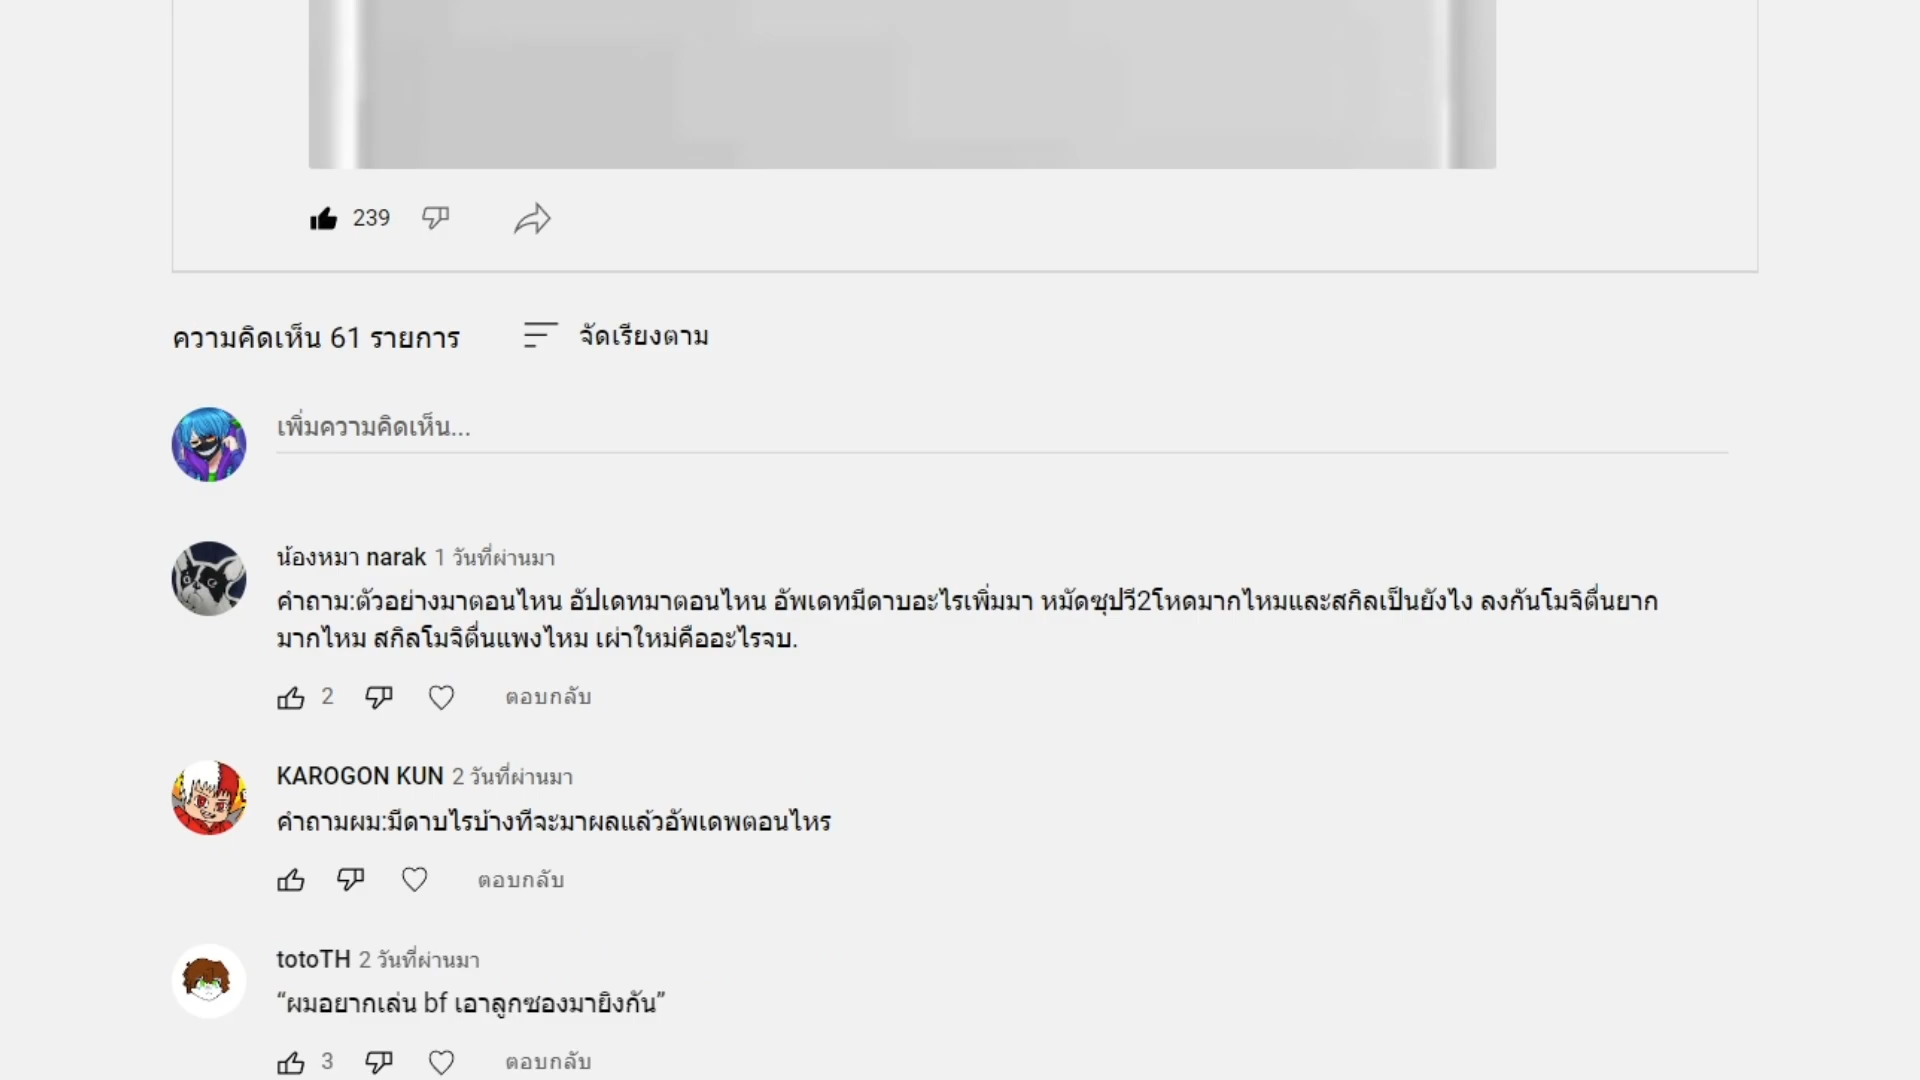 239
ความคิดเห็น 61 รายการ จัดเรียงตาม
เพิ่มความคิดเห็น...
น้องหมา narak 1 วันที่ผ่านมา
คำถาม:ตัวอย่างมาตอนไหน อัปเดทมาตอนไหน อัพเดทมีดาบอะไรเพิ่มมา หมัดซุปวี2โหดมากไหมและสกิลเป็นยังไง ลงกันโมจิตื่นยาก
มากไหม สกิลโมจิตื่นแพงไหม เผ่าใหม่คืออะไรจบ.
2 ตอบกลับ
KAROGON KUN 2 วันที่ผ่านมา
คำถามผม:มีดาบไรบ้างทีจะมาผลแล้วอัพเดพตอนไหร
ตอบกลับ
totoTH 2 วันที่ผ่านมา
“ผมอยากเล่น bf เอาลูกซองมายิงกัน”
3 ตอบกลับ